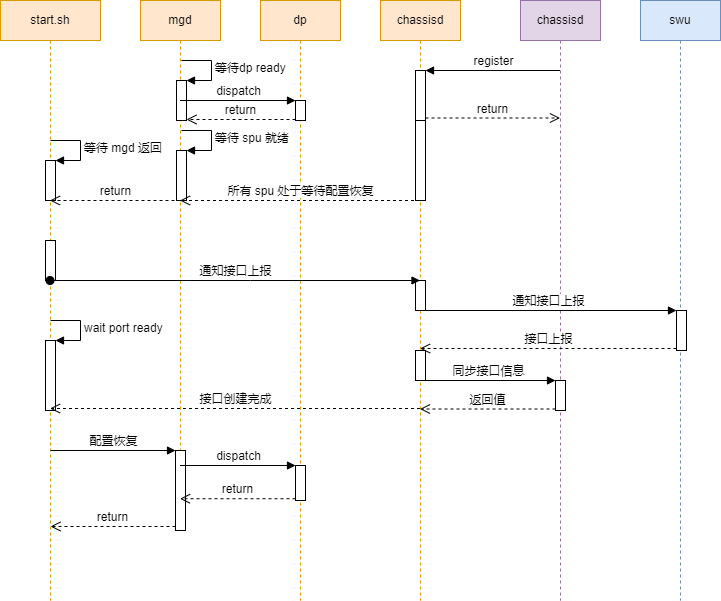 start.sh
mgd
dp
chassisd
chassisd
swu
等待dp ready
register
dispatch
return
return
等待 spu 就绪
等待 mgd 返回
return
所有 spu 处于等待配置恢复
通知接口上报
通知接口上报
wait port ready
接口上报
同步接口信息
接口创建完成
返回值
配置恢复
dispatch
return
return